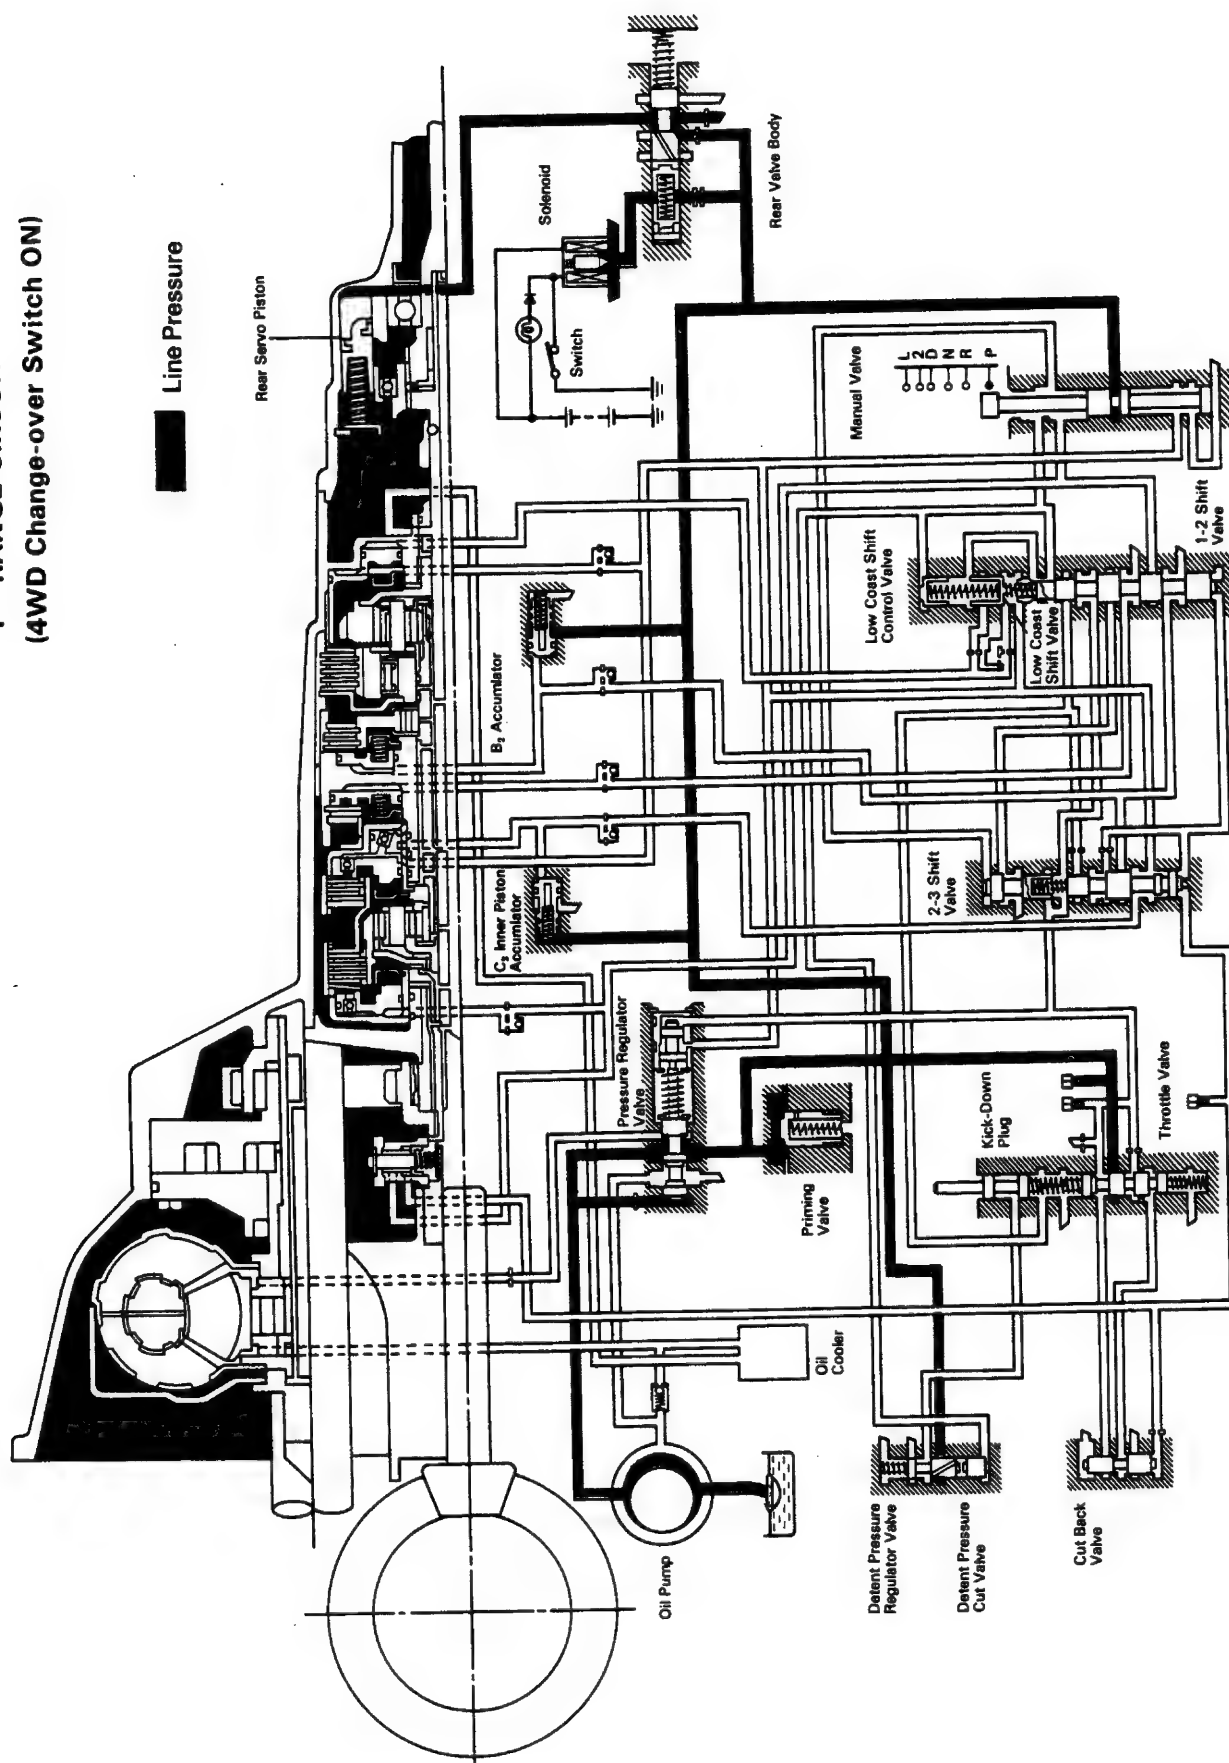 (4WD Change-over Switch ON)
Line Pressure
Rear Servo Piston
Solenoid
Switch
Rear Valve Body
B₂ Accumlator
C₃ Inner Piston
Accumlator
Manual Valve
L
2
D
N
R
P
Low Coast Shift
Control Valve
Low Coast
Shift Valve
1-2 Shift
Valve
2-3 Shift
Valve
Pressure Regulator
Valve
Priming
Valve
Kick-Down
Plug
Throttle Valve
Oil
Cooler
Oil Pump
Detent Pressure
Regulator Valve
Detent Pressure
Cut Valve
Cut Back
Valve